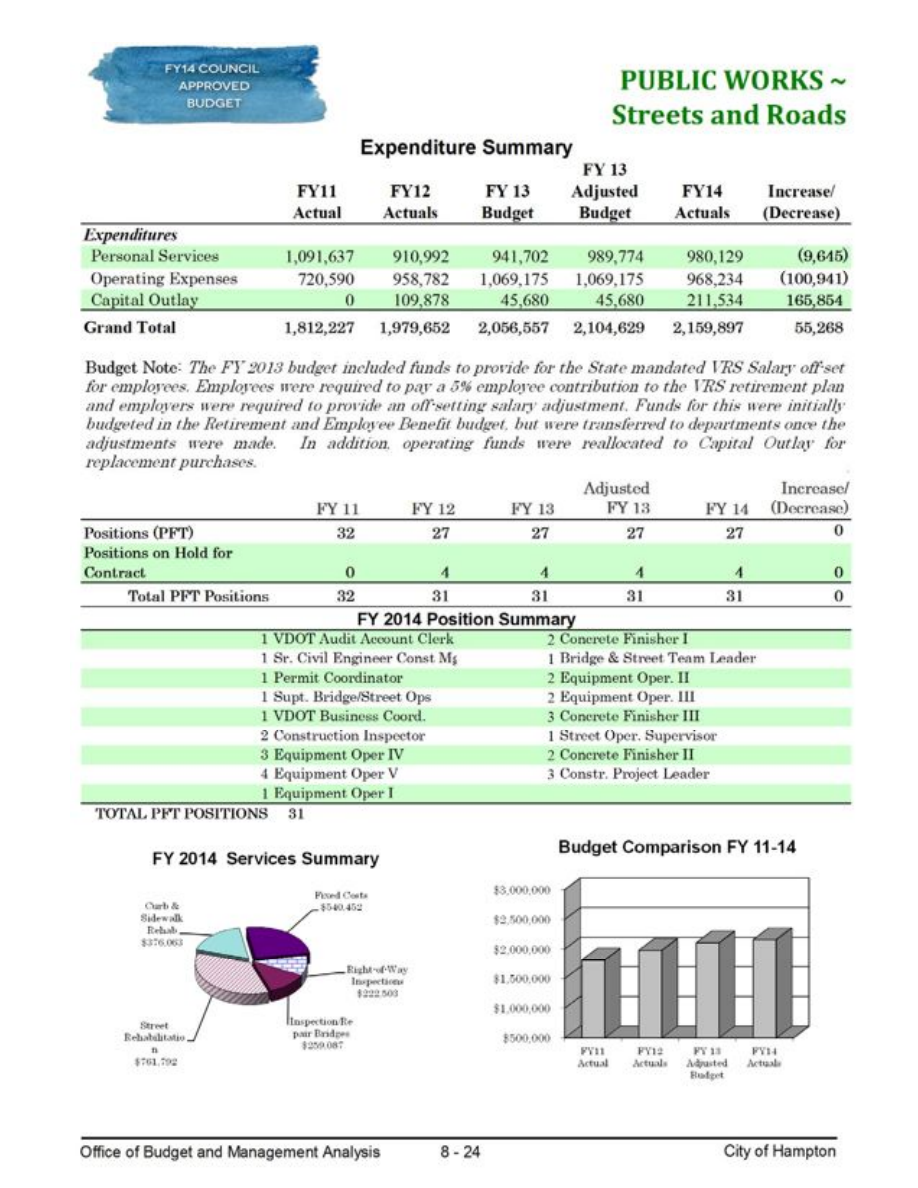 FY14 COUNCIL
APPROVED
BUDGET
PUBLIC WORKS ~
Streets and Roads
Expenditure Summary
FY11 Actual FY12 Actuals FY 13 Budget FY 13 Adjusted Budget FY14 Actuals Increase/ (Decrease)
Expenditures
Personal Services 1,091,637 910,992 941,702 989,774 980,129 (9,645)
Operating Expenses 720,590 958,782 1,069,175 1,069,175 968,234 (100,941)
Capital Outlay 0 109,878 45,680 45,680 211,534 165,854
Grand Total 1,812,227 1,979,652 2,056,557 2,104,629 2,159,897 55,268
Budget Note: The FY 2013 budget included funds to provide for the State mandated VRS Salary off-set
for employees. Employees were required to pay a 5% employee contribution to the VRS retirement plan
and employers were required to provide an off-setting salary adjustment. Funds for this were initially
budgeted in the Retirement and Employee Benefit budget, but were transferred to departments once the
adjustments were made. In addition, operating funds were reallocated to Capital Outlay for
replacement purchases.
FY 11 FY 12 FY 13 Adjusted FY 13 FY 14 Increase/ (Decrease)
Positions (PFT) 32 27 27 27 27 0
Positions on Hold for
Contract 0 4 4 4 4 0
Total PFT Positions 32 31 31 31 31 0
FY 2014 Position Summary
1 VDOT Audit Account Clerk 2 Concrete Finisher I
1 Sr. Civil Engineer Const Mg 1 Bridge & Street Team Leader
1 Permit Coordinator 2 Equipment Oper. II
1 Supt. Bridge/Street Ops 2 Equipment Oper. III
1 VDOT Business Coord. 3 Concrete Finisher III
2 Construction Inspector 1 Street Oper. Supervisor
3 Equipment Oper IV 2 Concrete Finisher II
4 Equipment Oper V 3 Constr. Project Leader
1 Equipment Oper I
TOTAL PFT POSITIONS 31
FY 2014 Services Summary
Curb &
Sidewalk
Rehab
$376,063
Fixed Costs
$540,452
Right-of-Way
Inspections
$222,503
Inspection/Re
pair Bridges
$259,087
Street
Rehabilitatio
n
$761,792
Budget Comparison FY 11-14
$3,000,000
$2,500,000
$2,000,000
$1,500,000
$1,000,000
$500,000
FY11 Actual FY12 Actuals FY 13 Adjusted Budget FY14 Actuals
Office of Budget and Management Analysis 8 - 24 City of Hampton